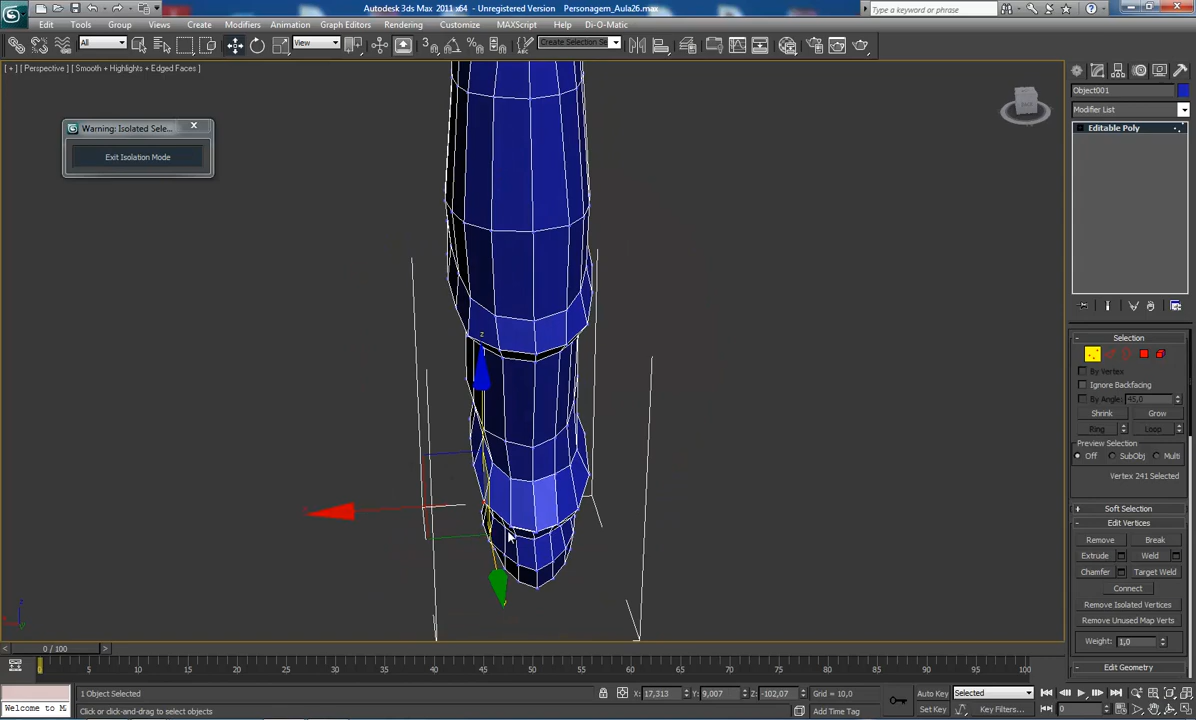 Autodesk 3ds Max 2011 x64 - Unregistered Version Personagem_Aula26.max
Type a keyword or phrase
Edit Tools Group Views Create Modifiers Animation Graph Editors Rendering Customize MAXScript Help Di-O-Matic
All View Create Selection Se
[ + ] [ Perspective ] [ Smooth + Highlights + Edged Faces ]
Warning: Isolated Sele...
Exit Isolation Mode
Object001
Modifier List
Editable Poly
Selection
By Vertex
Ignore Backfacing
By Angle: 45,0
Shrink Grow
Ring Loop
Preview Selection
Off SubObj Multi
Vertex 241 Selected
Soft Selection
Edit Vertices
Remove Break
Extrude Weld
Chamfer Target Weld
Connect
Remove Isolated Vertices
Remove Unused Map Verts
Weight: 1,0
Edit Geometry
z
0 / 100
0 5 10 15 20 25 30 35 40 45 50 55 60 65 70 75 80 85 90 95 100
1 Object Selected X: 17,313 Y: 9,007 Z: -102,07 Grid = 10,0 Auto Key Selected
Welcome to M Click or click-and-drag to select objects Add Time Tag Set Key Key Filters... 0